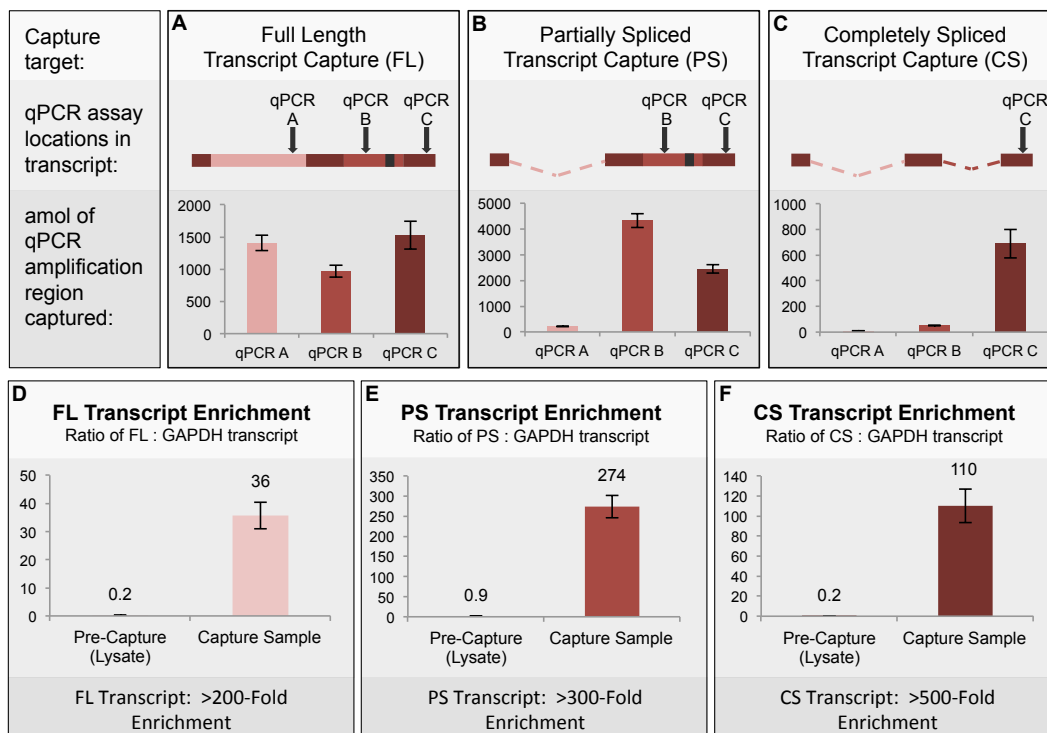 Capture
target:
qPCR assay
locations in
transcript:
amol of
qPCR
amplification
region
captured:
A
Full Length
Transcript Capture (FL)
qPCR
A
qPCR
B
qPCR
C
2000
1500
1000
500
0
qPCR A
qPCR B
qPCR C
B
Partially Spliced
Transcript Capture (PS)
qPCR
B
qPCR
C
5000
4000
3000
2000
1000
0
qPCR A
qPCR B
qPCR C
C
Completely Spliced
Transcript Capture (CS)
qPCR
C
1000
800
600
400
200
0
qPCR A
qPCR B
qPCR C
D
FL Transcript Enrichment
Ratio of FL : GAPDH transcript
50
40
30
20
10
0
0.2
36
Pre-Capture
(Lysate)
Capture Sample
FL Transcript: >200-Fold
Enrichment
E
PS Transcript Enrichment
Ratio of PS : GAPDH transcript
350
300
250
200
150
100
50
0
0.9
274
Pre-Capture
(Lysate)
Capture Sample
PS Transcript: >300-Fold
Enrichment
F
CS Transcript Enrichment
Ratio of CS : GAPDH transcript
140
120
100
80
60
40
20
0
0.2
110
Pre-Capture
(Lysate)
Capture Sample
CS Transcript: >500-Fold
Enrichment